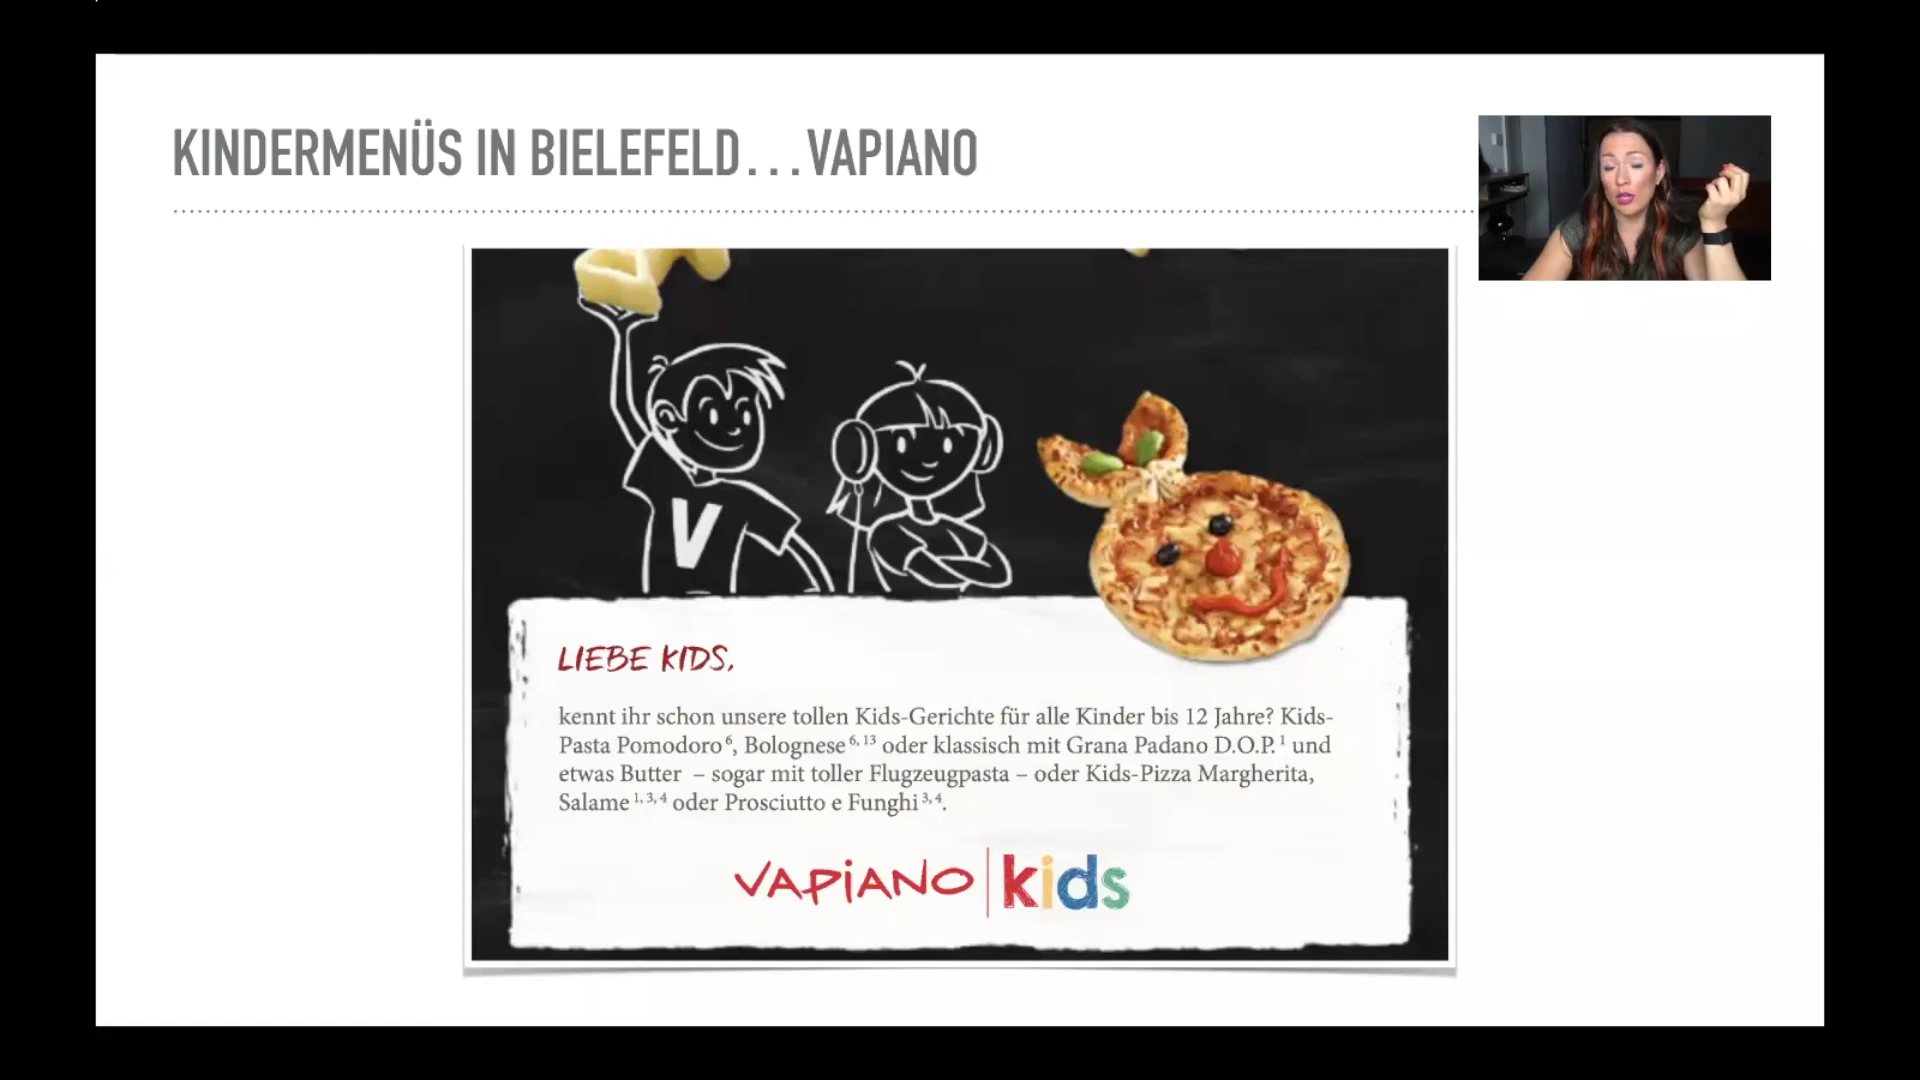 KINDERMENÜS IN BIELEFELD...VAPIANO
V
LIEBE KIDS,
kennt ihr schon unsere tollen Kids-Gerichte für alle Kinder bis 12 Jahre? Kids-
Pasta Pomodoro⁶, Bolognese⁶,¹³ oder klassisch mit Grana Padano D.O.P.¹ und
etwas Butter – sogar mit toller Flugzeugpasta – oder Kids-Pizza Margherita,
Salame¹,³,⁴ oder Prosciutto e Funghi³,⁴.
VAPIANO | kids